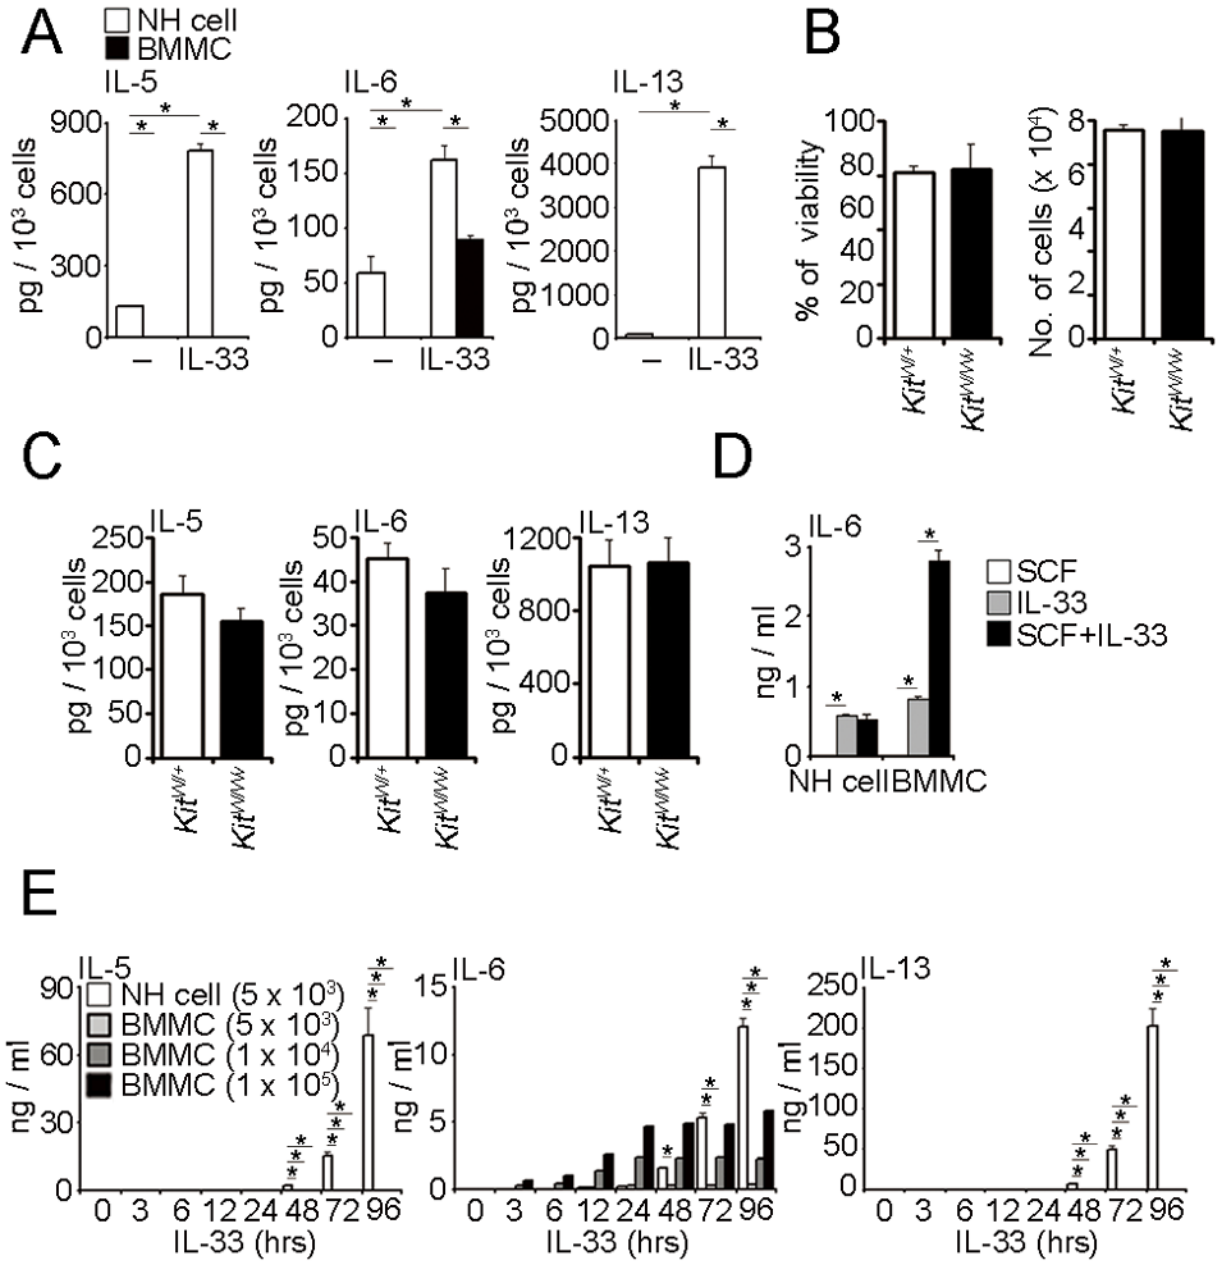 A
NH cell
BMMC
IL-5
pg / 10³ cells
900
600
300
0
*
*
*
–
IL-33
IL-6
pg / 10³ cells
200
150
100
50
0
*
*
*
–
IL-33
IL-13
pg / 10³ cells
5000
4000
3000
2000
1000
0
*
*
–
IL-33
B
% of viability
100
80
60
40
20
0
Kit^W/+
Kit^W/Wv
No. of cells (x 10⁴)
8
6
4
2
0
Kit^W/+
Kit^W/Wv
C
IL-5
pg / 10³ cells
250
200
150
100
50
0
Kit^W/+
Kit^W/Wv
IL-6
pg / 10³ cells
50
40
30
20
10
0
Kit^W/+
Kit^W/Wv
IL-13
pg / 10³ cells
1200
800
400
0
Kit^W/+
Kit^W/Wv
D
IL-6
ng / ml
3
2
1
0
*
*
*
NH cell BMMC
SCF
IL-33
SCF+IL-33
E
IL-5
NH cell (5 x 10³)
BMMC (5 x 10³)
BMMC (1 x 10⁴)
BMMC (1 x 10⁵)
ng / ml
90
60
30
0
*
*
*
*
*
*
*
*
*
0 3 6 12 24 48 72 96
IL-33 (hrs)
IL-6
ng / ml
15
10
5
0
*
*
*
*
*
*
0 3 6 12 24 48 72 96
IL-33 (hrs)
IL-13
ng / ml
250
200
150
100
50
0
*
*
*
*
*
*
*
*
*
0 3 6 12 24 48 72 96
IL-33 (hrs)